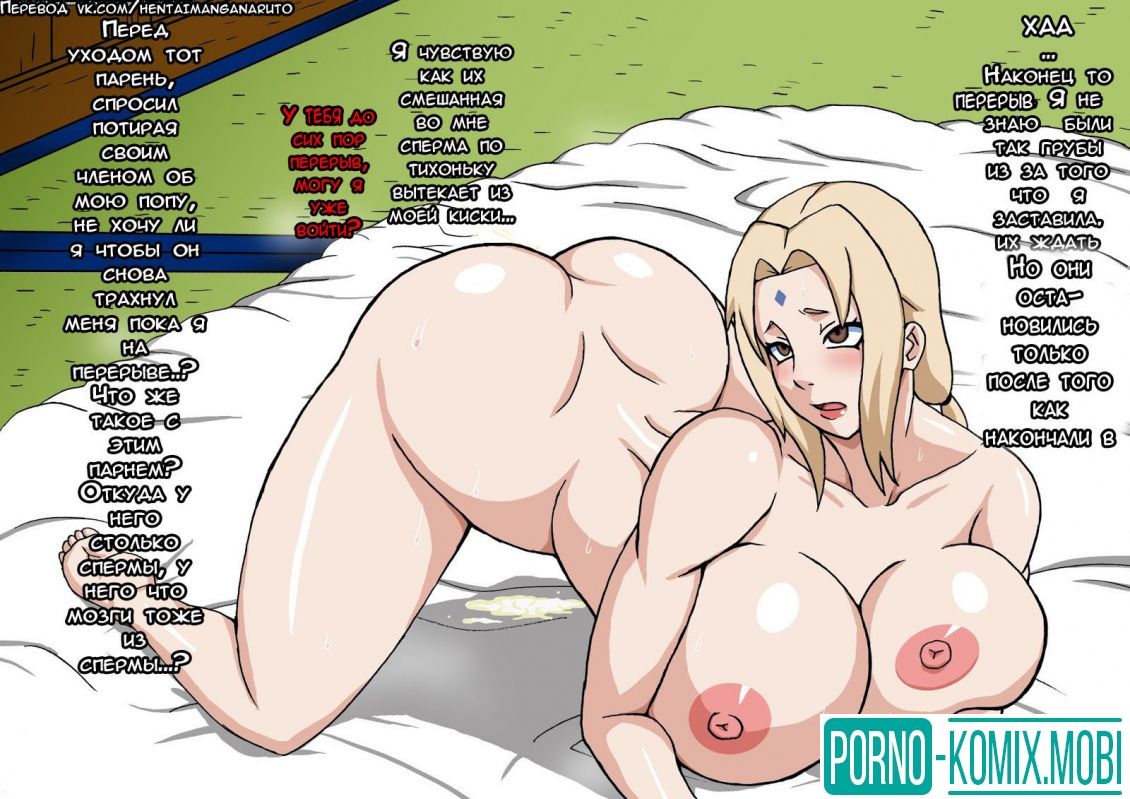 Перевод vk.com/hentaimanganaruto
Перед
уходом тот
парень,
спросил
потирая
своим
членом об
мою попу,
не хочу ли
я чтобы он
снова
трахнул
меня пока я
на
перерыве...?
Что же
такое с
этим
парнем?
Откуда у
него
столько
спермы, у
него что
мозги тоже
из
спермы...?
У тебя до
сих пор
перерыв,
могу я
уже
войти?
Я чувствую
как их
смешанная
во мне
сперма по
тихоньку
вытекает из
моей киски...
хаа
...
Наконец то
перерыв Я не
знаю были
так грубы
из за того
что я
заставила.
их ждать
Но они
оста-
новились
только
после того
как
накончали в
PORNO-KOMIX.MOBI